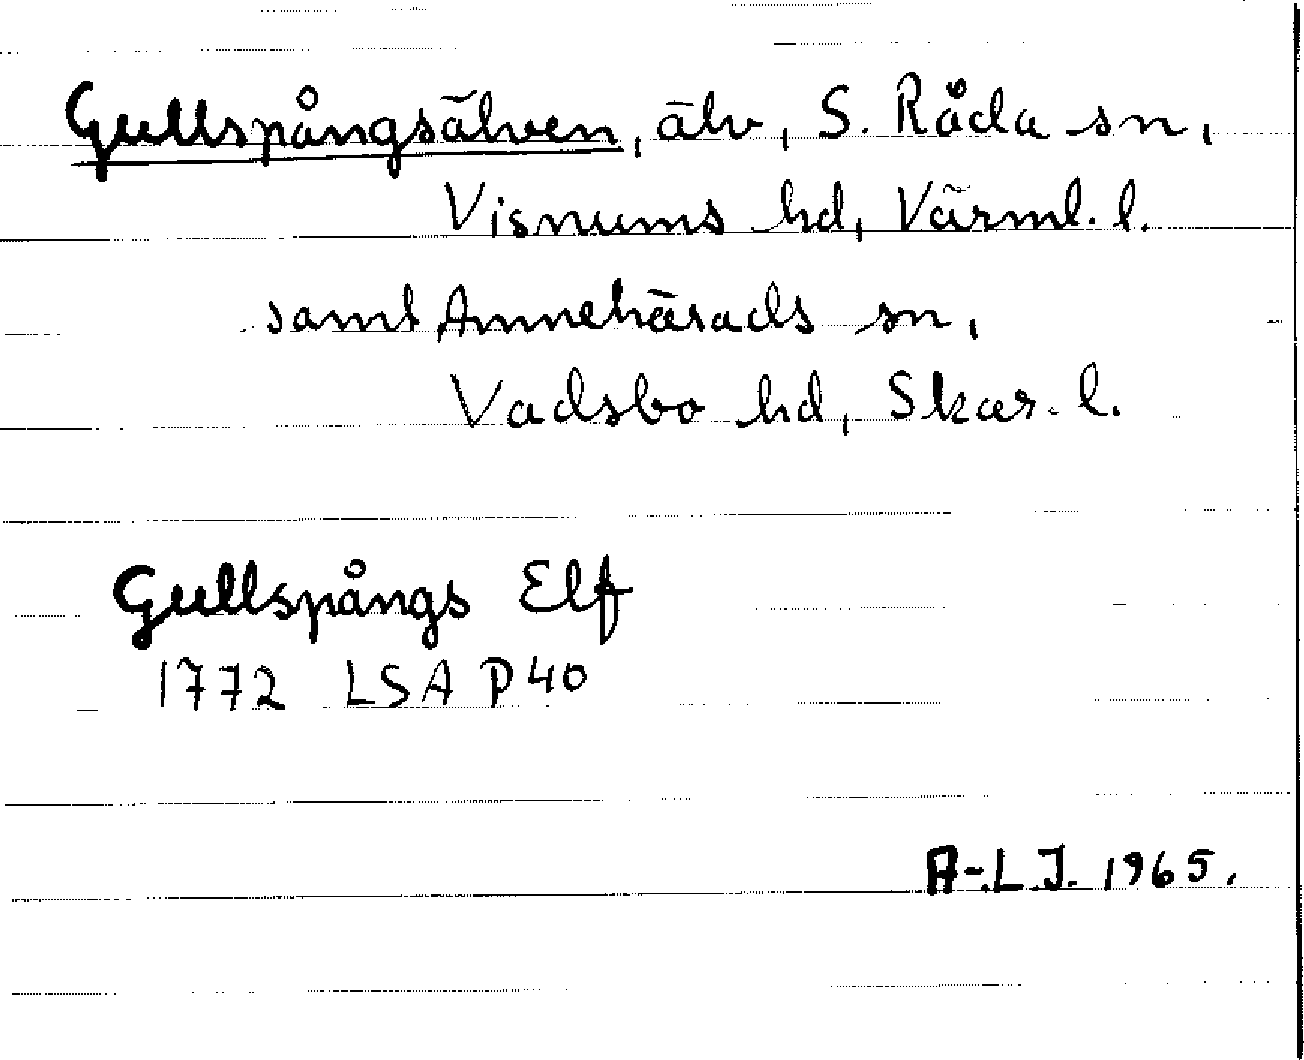 Gullspångsälven, älv, S. Råda sn,
Visnums hd, Värml. l.
samt Amnehärads sn,
Vadsbo hd, Skar. l.
Gullspångs Elf
1772 LSA P40
A-.L.J. 1965.